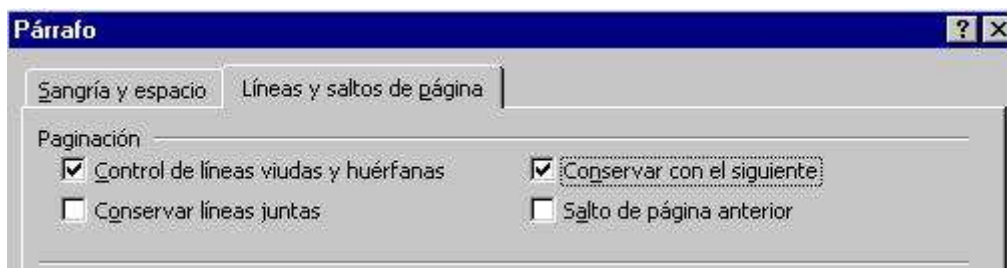 Párrafo
Sangría y espacio
Líneas y saltos de página
Paginación
Control de líneas viudas y huérfanas
Conservar con el siguiente
Conservar líneas juntas
Salto de página anterior